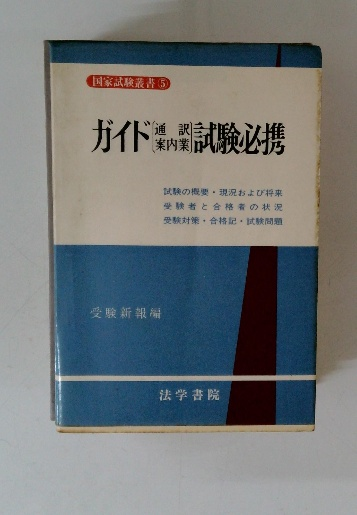 国家試験叢書⑤
ガイド[通訳案内業]試験必携
試験の概要・現況および将来
受験者と合格者の状況
受験対策・合格記・試験問題
受験新報編
法学書院